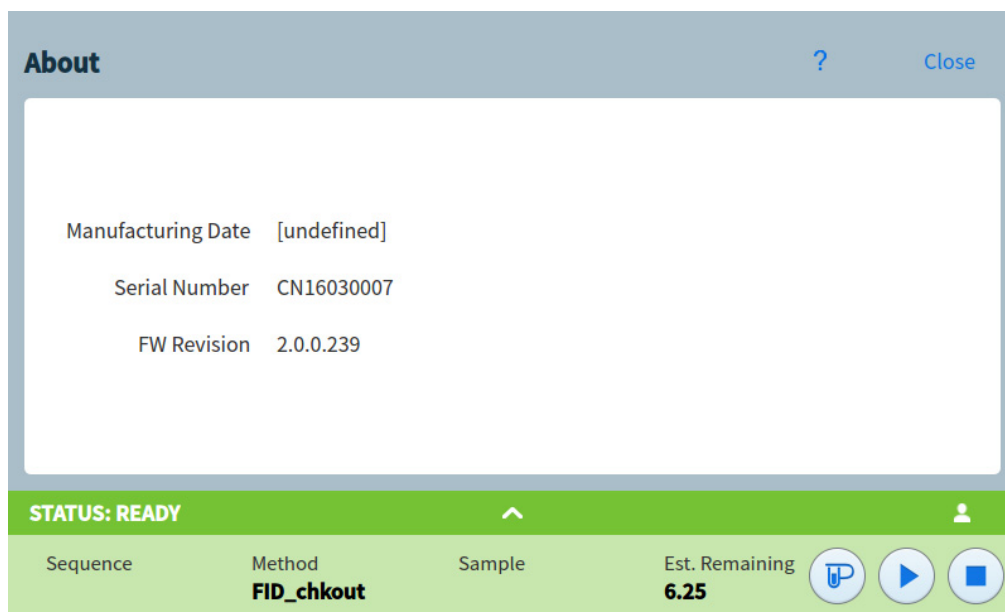 About ? Close
Manufacturing Date [undefined]
Serial Number CN16030007
FW Revision 2.0.0.239
STATUS: READY
Sequence Method Sample Est. Remaining
FID_chkout 6.25